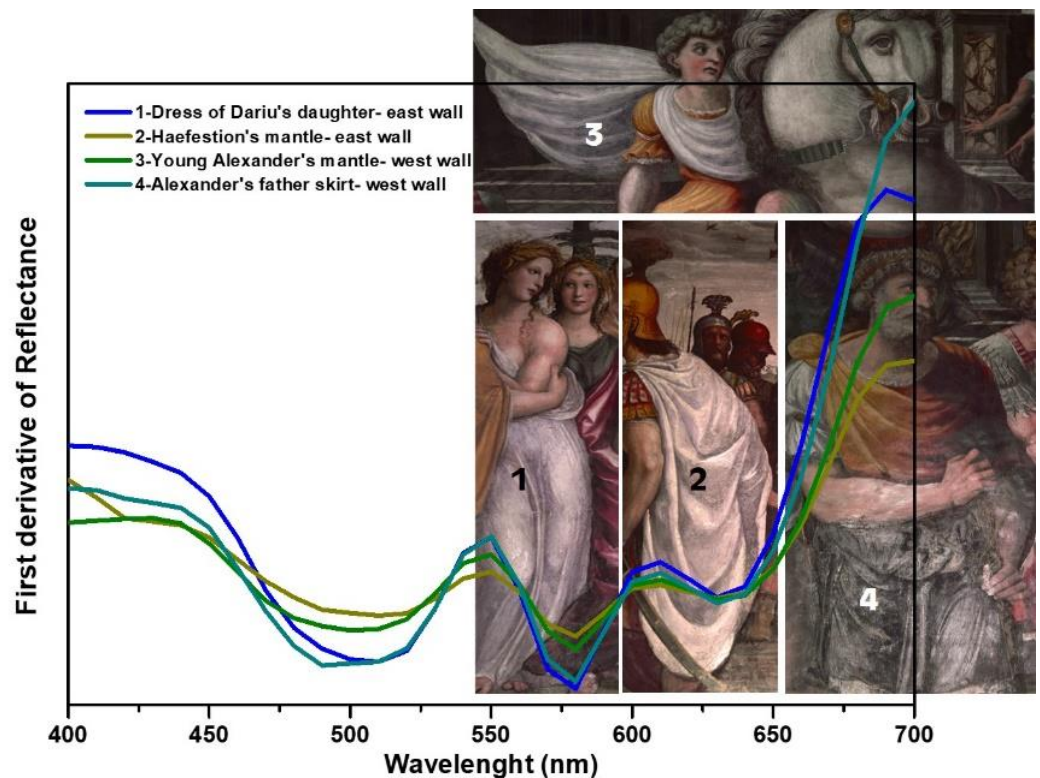 3
1-Dress of Dariu's daughter- east wall
2-Haefestion's mantle- east wall
3-Young Alexander's mantle- west wall
4-Alexander's father skirt- west wall
First derivative of Reflectance
1
2
4
400
450
500
550
600
650
700
Wavelenght (nm)